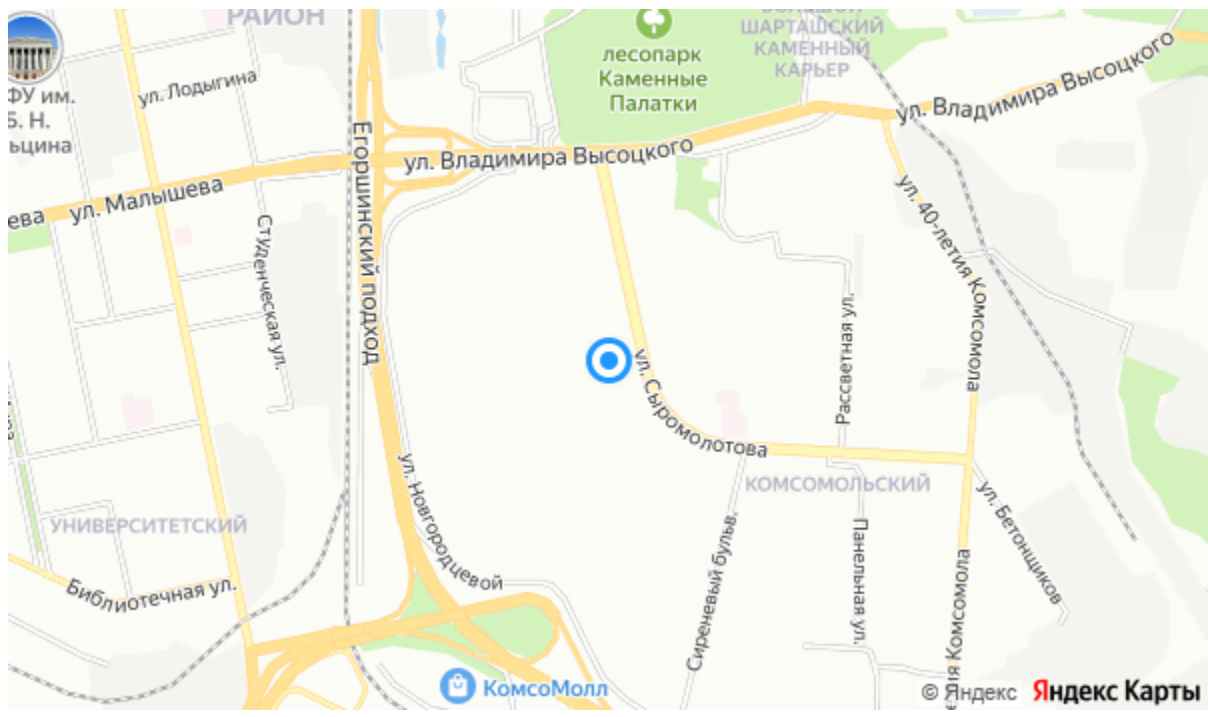 РАЙОН
ул. Лодыгина
ФУ им.
Б. Н.
ьцина
лесопарк
Каменные
Палатки
ШАРТАШСКИЙ
КАМЕННЫЙ
КАРЬЕР
ул. Владимира Высоцкого
ул. Владимира Высоцкого
ева
ул. Малышева
Егоршинский подход
Студенческая ул.
ул. 40-летия Комсомола
Рассветная ул.
ул. Сыромолотова
КОМСОМОЛЬСКИЙ
ул. Новгородцевой
УНИВЕРСИТЕТСКИЙ
Библиотечная ул.
Сиреневый бульв.
Панельная ул.
ул. Бетонщиков
ия Комсомола
КомсоМолл
© Яндекс
Яндекс Карты